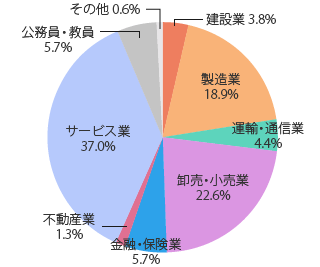 その他 0.6%
建設業 3.8%
公務員・教員
5.7%
製造業
18.9%
運輸・通信業
4.4%
サービス業
37.0%
卸売・小売業
22.6%
不動産業
1.3%
金融・保険業
5.7%